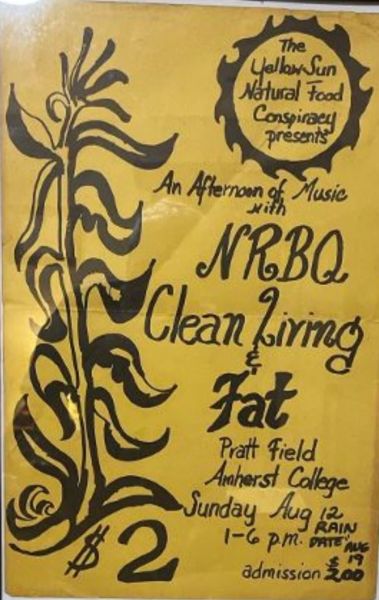 The
Yellow Sun
Natural Food
Conspiracy
presents
An Afternoon of Music
with
NRBQ
Clean Living
&
Fat
Pratt Field
Amherst College
Sunday Aug 12
1-6 p.m.
RAIN
DATE: AUG
19
$2
admission $2.00